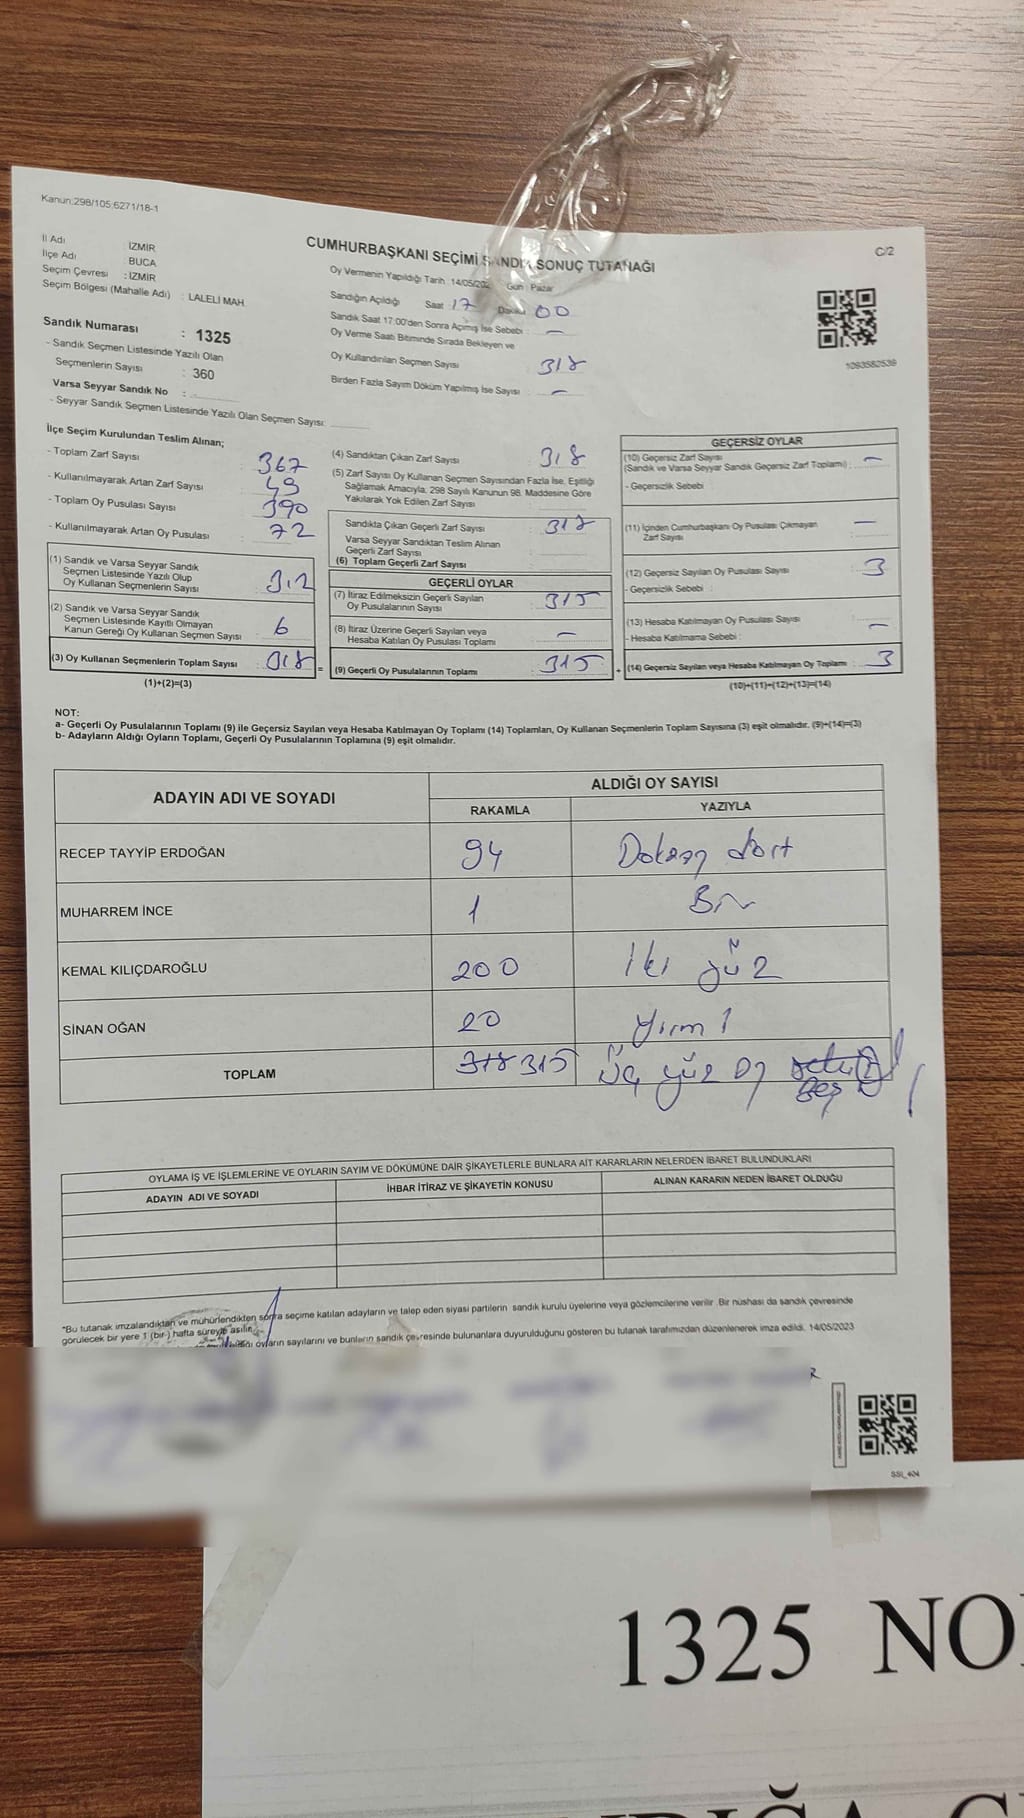 Kanun:298/105;6271/18-1
C/2
CUMHURBAŞKANI SEÇİMİ SANDIK SONUÇ TUTANAĞI
İl Adı İZMİR
İlçe Adı BUCA
Seçim Çevresi : İZMİR
Seçim Bölgesi (Mahalle Adı) : LALELİ MAH.
Oy Vermenin Yapıldığı Tarih :14/05/202 Gün : Pazar
Sandığın Açıldığı Saat 17 Dakika 00
Sandık Saat 17:00'den Sonra Açılmış İse Sebebi : —
Oy Verme Saati Bitiminde Sırada Bekleyen ve
Oy Kullandırılan Seçmen Sayısı 318
Birden Fazla Sayım Döküm Yapılmış İse Sayısı : —
1093582539
Sandık Numarası : 1325
- Sandık Seçmen Listesinde Yazılı Olan
Seçmenlerin Sayısı : 360
Varsa Seyyar Sandık No :
- Seyyar Sandık Seçmen Listesinde Yazılı Olan Seçmen Sayısı:
İlçe Seçim Kurulundan Teslim Alınan;
- Toplam Zarf Sayısı : 367
- Kullanılmayarak Artan Zarf Sayısı : 49
- Toplam Oy Pusulası Sayısı : 390
- Kullanılmayarak Artan Oy Pusulası : 72
(1) Sandık ve Varsa Seyyar Sandık
Seçmen Listesinde Yazılı Olup
Oy Kullanan Seçmenlerin Sayısı : 312
(2) Sandık ve Varsa Seyyar Sandık
Seçmen Listesinde Kayıtlı Olmayan
Kanun Gereği Oy Kullanan Seçmen Sayısı : 6
(3) Oy Kullanan Seçmenlerin Toplam Sayısı : 318 =
(1)+(2)=(3)
(4) Sandıktan Çıkan Zarf Sayısı : 318
(5) Zarf Sayısı Oy Kullanan Seçmen Sayısından Fazla İse, Eşitliği
Sağlamak Amacıyla; 298 Sayılı Kanunun 98. Maddesine Göre
Yakılarak Yok Edilen Zarf Sayısı :
Sandıkta Çıkan Geçerli Zarf Sayısı : 318
Varsa Seyyar Sandıktan Teslim Alınan
Geçerli Zarf Sayısı
(6) Toplam Geçerli Zarf Sayısı
GEÇERLİ OYLAR
(7) İtiraz Edilmeksizin Geçerli Sayılan
Oy Pusulalarının Sayısı : 315
(8) İtiraz Üzerine Geçerli Sayılan veya
Hesaba Katılan Oy Pusulası Toplamı : —
(9) Geçerli Oy Pusulalarının Toplamı : 315 +
GEÇERSİZ OYLAR
(10) Geçersiz Zarf Sayısı —
(Sandık ve Varsa Seyyar Sandık Geçersiz Zarf Toplamı) :
- Geçersizlik Sebebi
(11) İçinden Cumhurbaşkanı Oy Pusulası Çıkmayan —
Zarf Sayısı
(12) Geçersiz Sayılan Oy Pusulası Sayısı : 3
- Geçersizlik Sebebi :
(13) Hesaba Katılmayan Oy Pusulası Sayısı : —
- Hesaba Katılmama Sebebi :
(14) Geçersiz Sayılan veya Hesaba Katılmayan Oy Toplamı : 3
(10)+(11)+(12)+(13)=(14)
NOT:
a- Geçerli Oy Pusulalarının Toplamı (9) ile Geçersiz Sayılan veya Hesaba Katılmayan Oy Toplamı (14) Toplamları, Oy Kullanan Seçmenlerin Toplam Sayısına (3) eşit olmalıdır. (9)+(14)=(3)
b- Adayların Aldığı Oyların Toplamı, Geçerli Oy Pusulalarının Toplamına (9) eşit olmalıdır.
ADAYIN ADI VE SOYADI ALDIĞI OY SAYISI
RAKAMLA YAZIYLA
RECEP TAYYİP ERDOĞAN 94 Doksan dört
MUHARREM İNCE 1 Bir
KEMAL KILIÇDAROĞLU 200 İki yüz
SİNAN OĞAN 20 Yirmi
TOPLAM 318 315 Üç yüz on sekiz
beş
OYLAMA İŞ VE İŞLEMLERİNE VE OYLARIN SAYIM VE DÖKÜMÜNE DAİR ŞİKAYETLERLE BUNLARA AİT KARARLARIN NELERDEN İBARET BULUNDUKLARI
ADAYIN ADI VE SOYADI İHBAR İTİRAZ VE ŞİKAYETİN KONUSU ALINAN KARARIN NEDEN İBARET OLDUĞU
*Bu tutanak imzalandıktan ve mühürlendikten sonra seçime katılan adayların ve talep eden siyasi partilerin sandık kurulu üyelerine veya gözlemcilerine verilir .Bir nüshası da sandık çevresinde
görülecek bir yere 1 (bir) hafta süreyle asılır.
oyların sayılarını ve bunların sandık çevresinde bulunanlara duyurulduğunu gösteren bu tutanak tarafımızdan düzenlenerek imza edildi. 14/05/2023
SSI_404
1325 NO